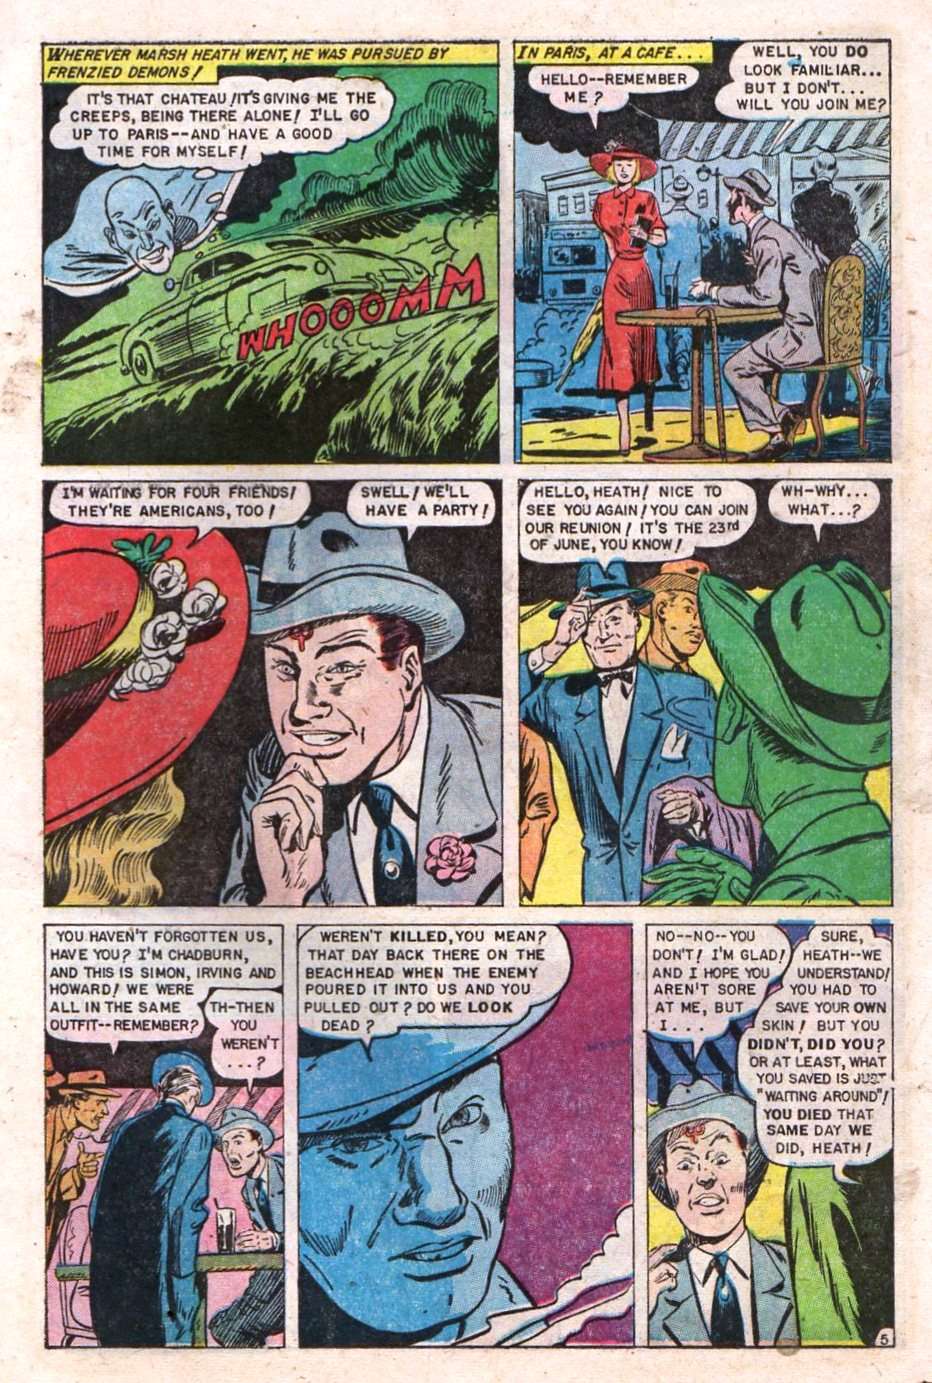 WHEREVER MARSH HEATH WENT, HE WAS PURSUED BY
FRENZIED DEMONS!
IT'S THAT CHATEAU! IT'S GIVING ME THE
CREEPS, BEING THERE ALONE! I'LL GO
UP TO PARIS--AND HAVE A GOOD
TIME FOR MYSELF!
WHOOOMM
IN PARIS, AT A CAFE...
HELLO--REMEMBER
ME?
WELL, YOU DO
LOOK FAMILIAR...
BUT I DON'T...
WILL YOU JOIN ME?
I'M WAITING FOR FOUR FRIENDS!
THEY'RE AMERICANS, TOO!
SWELL! WE'LL
HAVE A PARTY!
HELLO, HEATH! NICE TO
SEE YOU AGAIN! YOU CAN JOIN
OUR REUNION! IT'S THE 23rd
OF JUNE, YOU KNOW!
WH-WHY...
WHAT...?
YOU HAVEN'T FORGOTTEN US,
HAVE YOU? I'M CHADBURN,
AND THIS IS SIMON, IRVING AND
HOWARD! WE WERE
ALL IN THE SAME
OUTFIT--REMEMBER?
TH-THEN
YOU
WEREN'T
...?
WEREN'T KILLED, YOU MEAN?
THAT DAY BACK THERE ON THE
BEACHHEAD WHEN THE ENEMY
POURED IT INTO US AND YOU
PULLED OUT? DO WE LOOK
DEAD?
NO--NO--YOU
DON'T! I'M GLAD!
AND I HOPE YOU
AREN'T SORE
AT ME, BUT
I...
SURE,
HEATH--WE
UNDERSTAND!
YOU HAD TO
SAVE YOUR OWN
SKIN! BUT YOU
DIDN'T, DID YOU?
OR AT LEAST, WHAT
YOU SAVED IS JUST
"WAITING AROUND"!
YOU DIED THAT
SAME DAY WE
DID, HEATH!
5